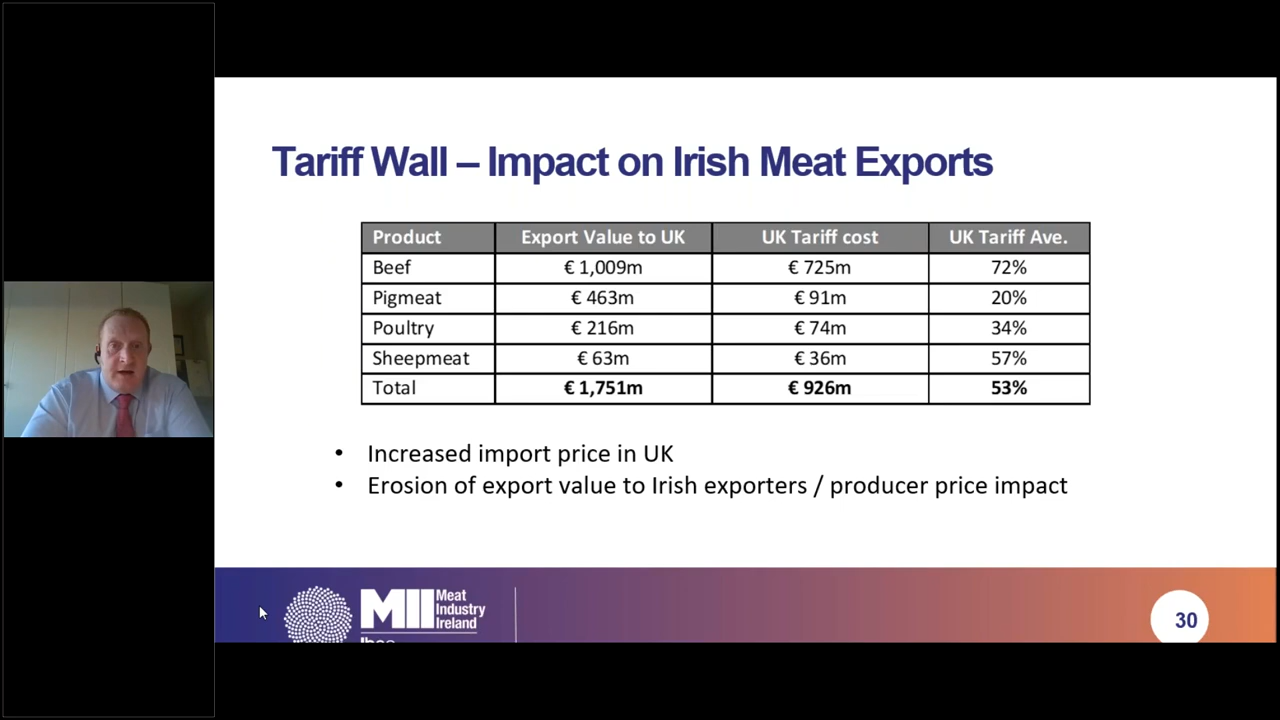 Tariff Wall – Impact on Irish Meat Exports
Product Export Value to UK UK Tariff cost UK Tariff Ave.
Beef € 1,009m € 725m 72%
Pigmeat € 463m € 91m 20%
Poultry € 216m € 74m 34%
Sheepmeat € 63m € 36m 57%
Total € 1,751m € 926m 53%
• Increased import price in UK
• Erosion of export value to Irish exporters / producer price impact
MII Meat
Industry
Ireland
30